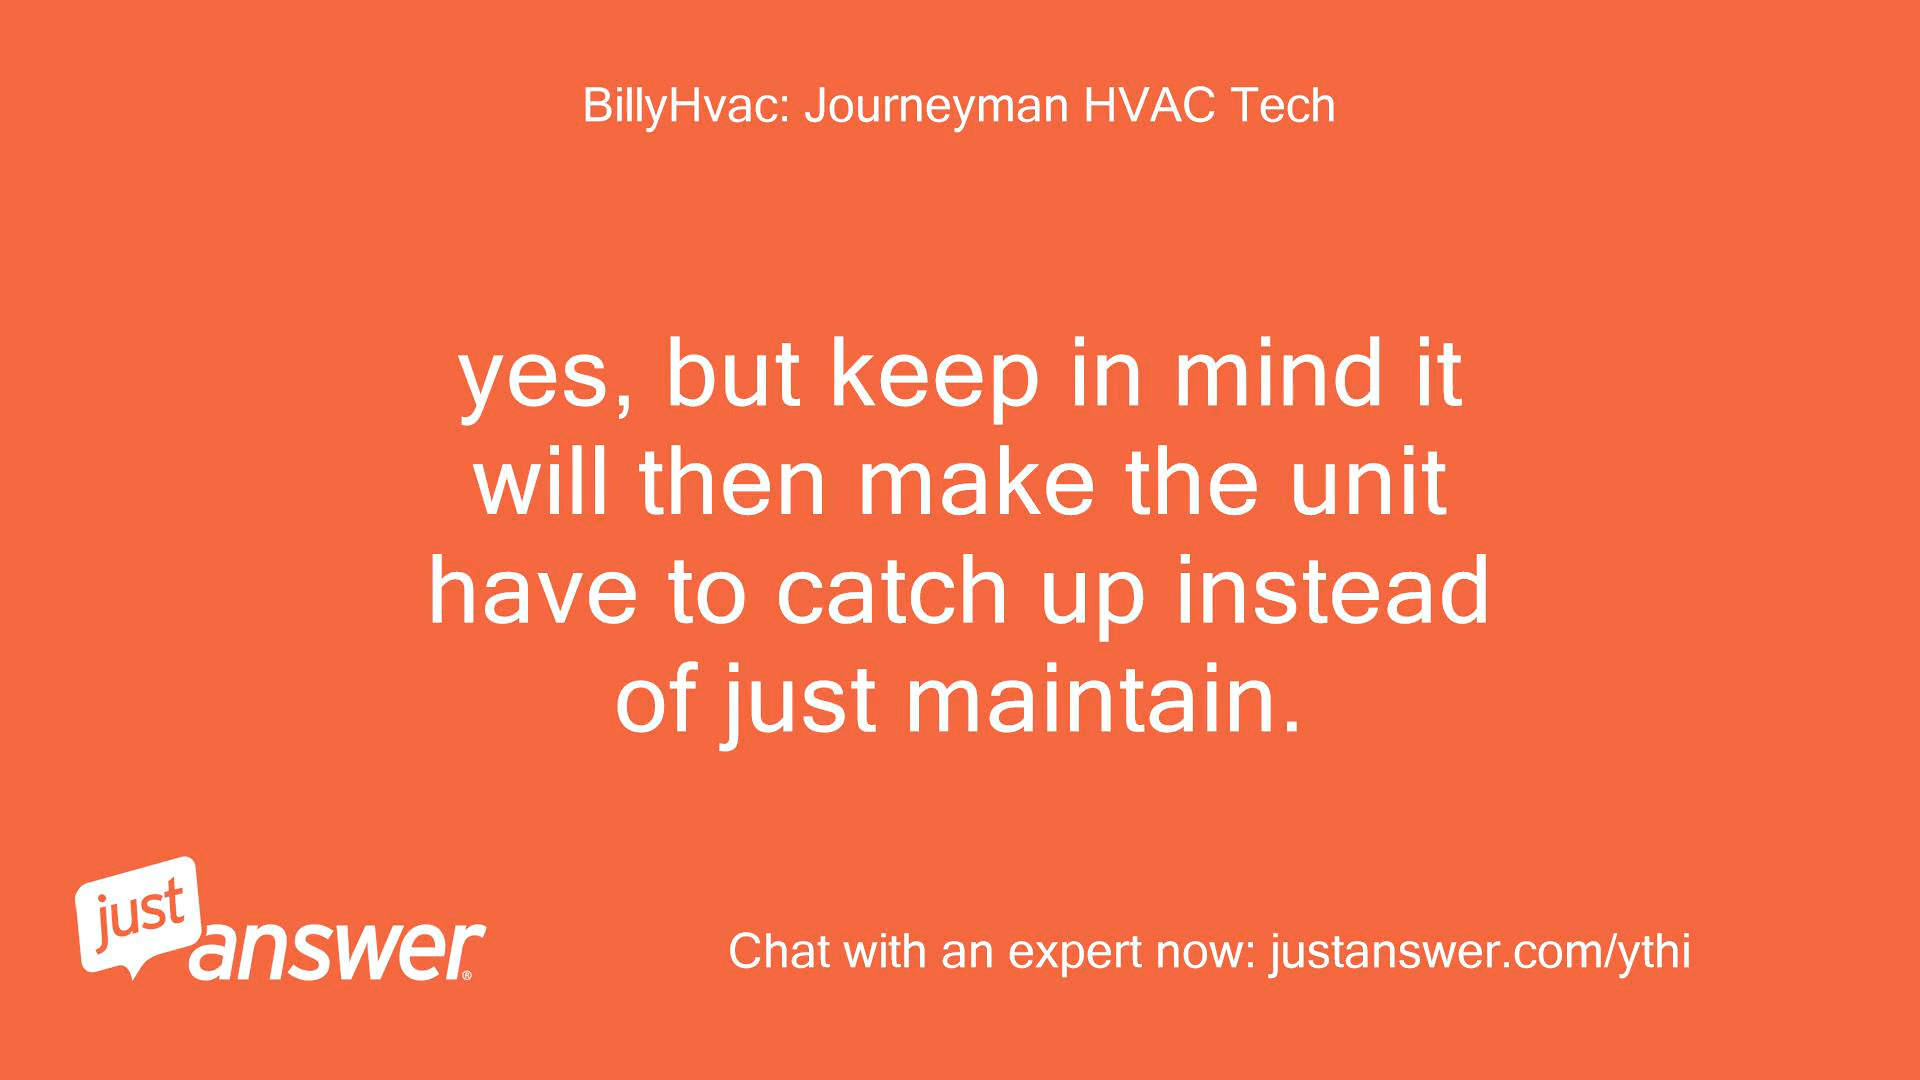 BillyHvac: Journeyman HVAC Tech
yes, but keep in mind it
will then make the unit
have to catch up instead
of just maintain.
just
answer®
Chat with an expert now: justanswer.com/ythi